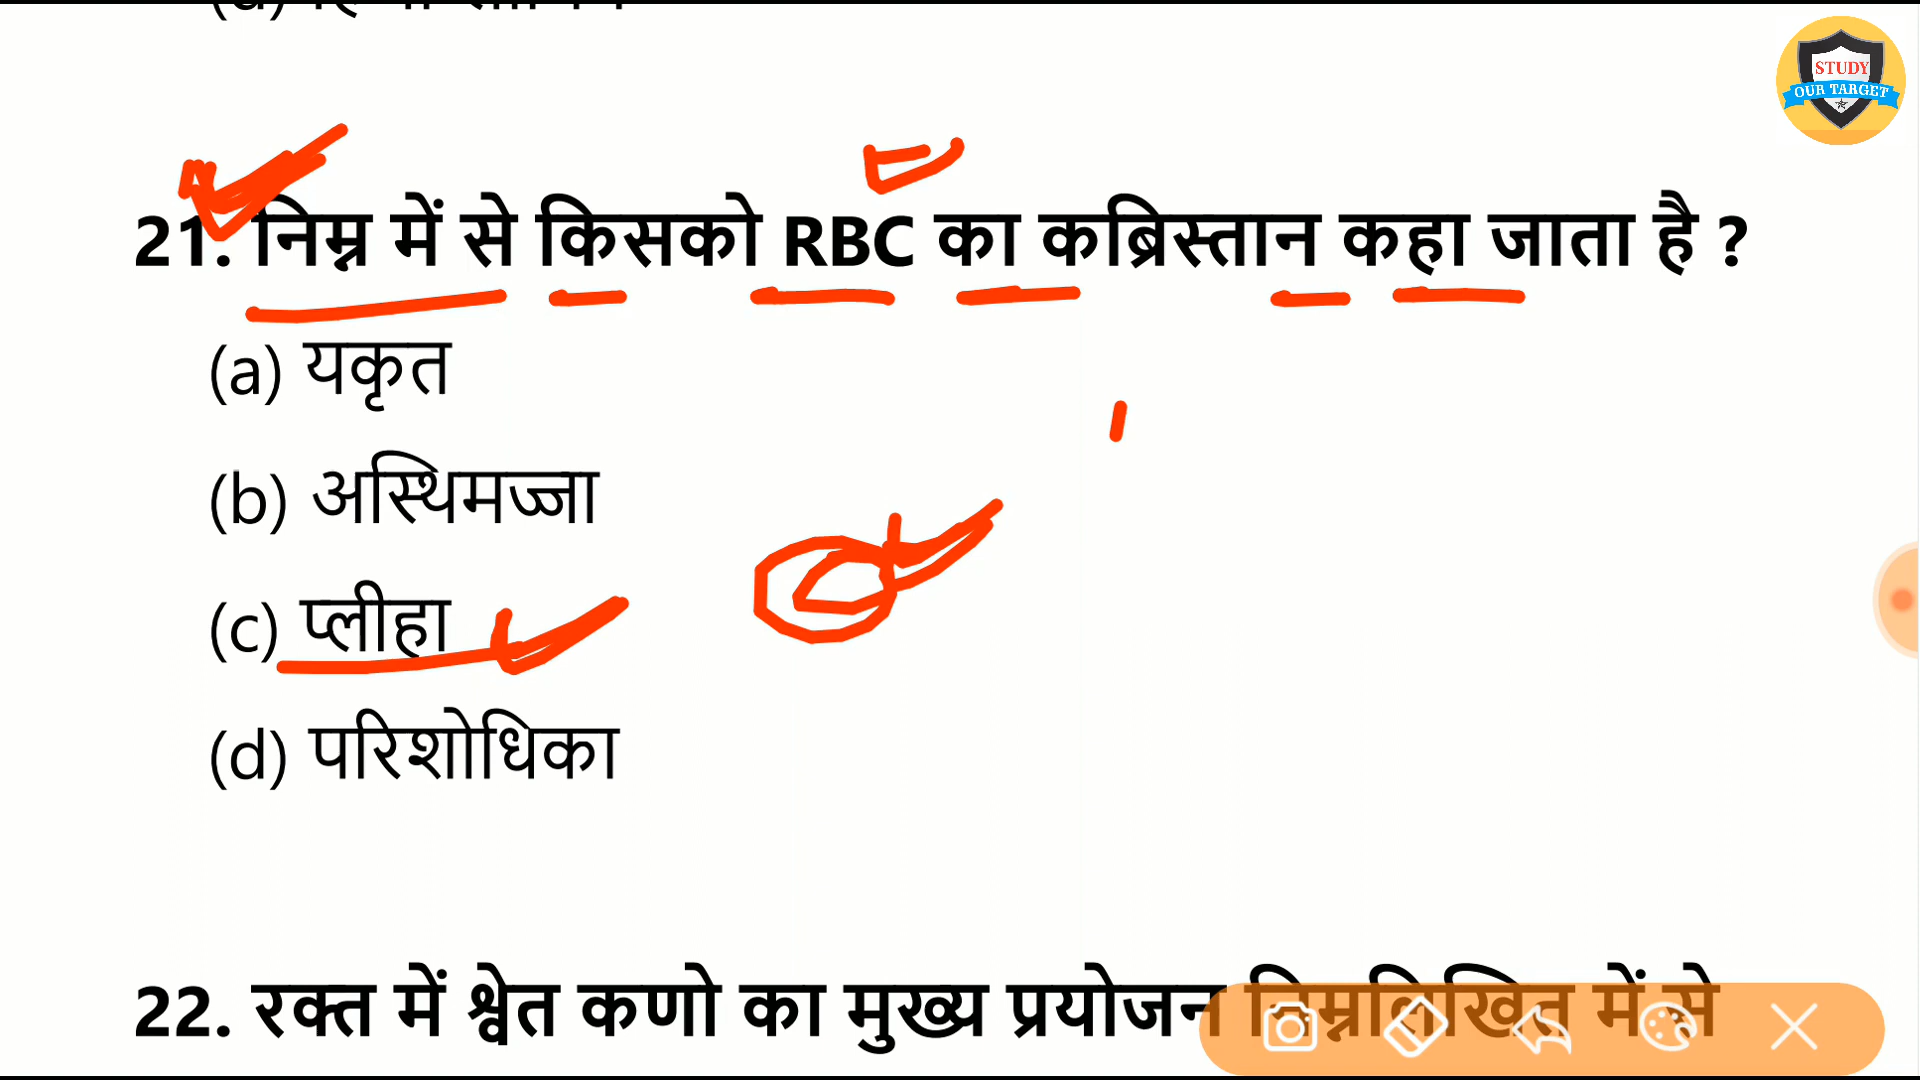 STUDY
OUR TARGET
21. निम्न में से किसको RBC का कब्रिस्तान कहा जाता है ?
(a) यकृत
(b) अस्थिमज्जा
(c) प्लीहा
(d) परिशोधिका
22. रक्त में श्वेत कणो का मुख्य प्रयोजन निम्नलिखित में से